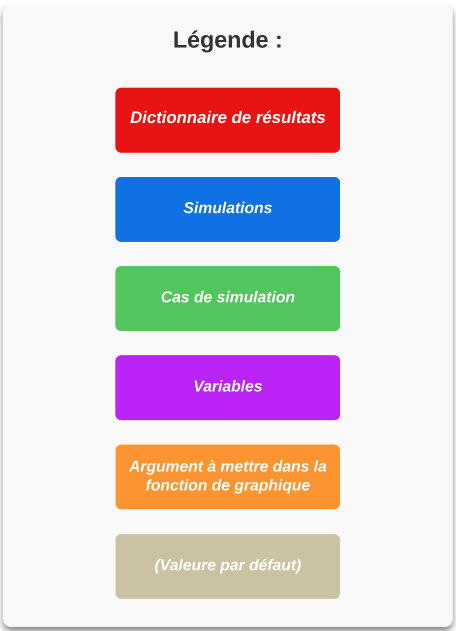 Légende :
Dictionnaire de résultats
Simulations
Cas de simulation
Variables
Argument à mettre dans la
fonction de graphique
(Valeure par défaut)